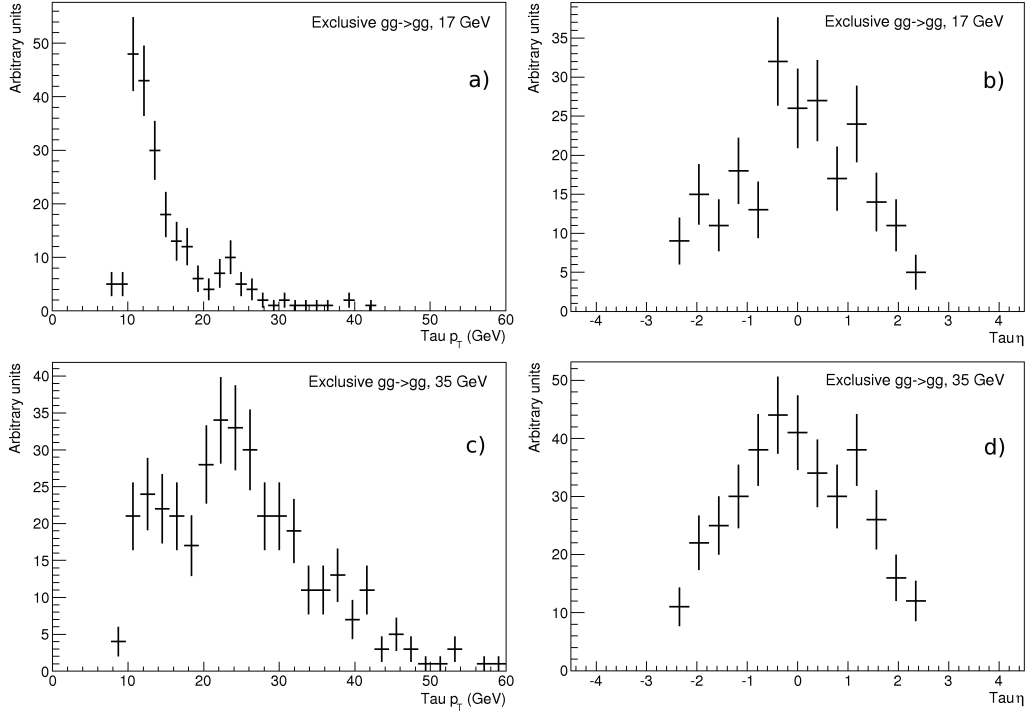 Arbitrary units
Exclusive gg->gg, 17 GeV
a)
50
40
30
20
10
0
0 10 20 30 40 50 60
Tau p_T (GeV)
Arbitrary units
Exclusive gg->gg, 17 GeV
b)
35
30
25
20
15
10
5
0
-4 -3 -2 -1 0 1 2 3 4
Tau η
Arbitrary units
Exclusive gg->gg, 35 GeV
c)
40
35
30
25
20
15
10
5
0
0 10 20 30 40 50 60
Tau p_T (GeV)
Arbitrary units
Exclusive gg->gg, 35 GeV
d)
50
40
30
20
10
0
-4 -3 -2 -1 0 1 2 3 4
Tau η